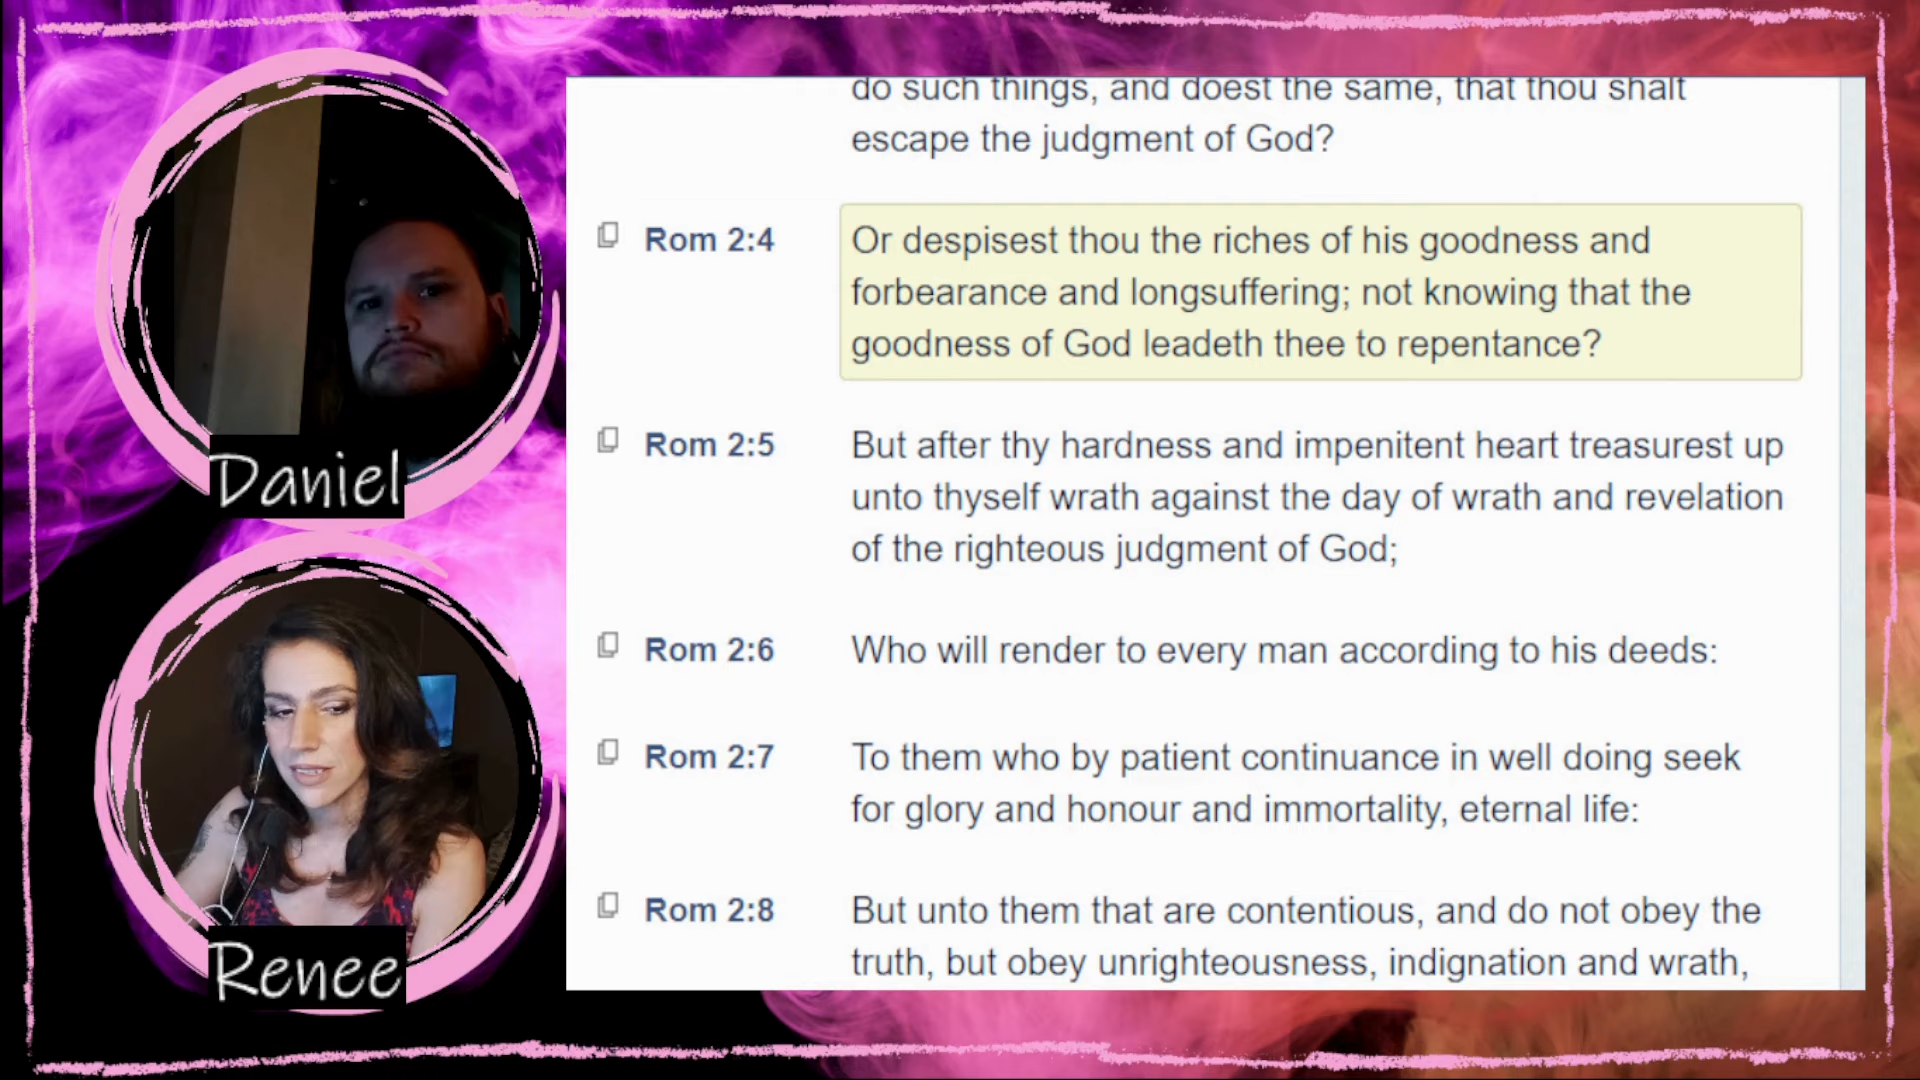 Daniel
Renee
do such things, and doest the same, that thou shalt
escape the judgment of God?
Rom 2:4
Or despisest thou the riches of his goodness and
forbearance and longsuffering; not knowing that the
goodness of God leadeth thee to repentance?
Rom 2:5
But after thy hardness and impenitent heart treasurest up
unto thyself wrath against the day of wrath and revelation
of the righteous judgment of God;
Rom 2:6
Who will render to every man according to his deeds:
Rom 2:7
To them who by patient continuance in well doing seek
for glory and honour and immortality, eternal life:
Rom 2:8
But unto them that are contentious, and do not obey the
truth, but obey unrighteousness, indignation and wrath,